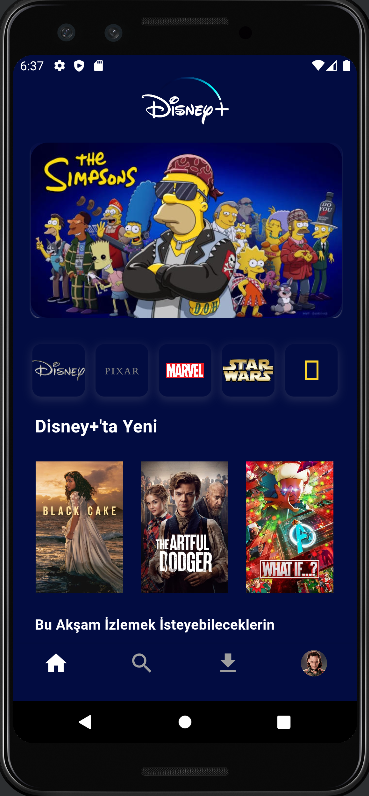 6:37
Disney+
THE
SIMPSONS
DOH
Disney
PIXAR
MARVEL
STAR
WARS
Disney+'ta Yeni
BLACK CAKE
THE ARTFUL
DODGER
WHAT IF...?
Bu Akşam İzlemek İsteyebileceklerin